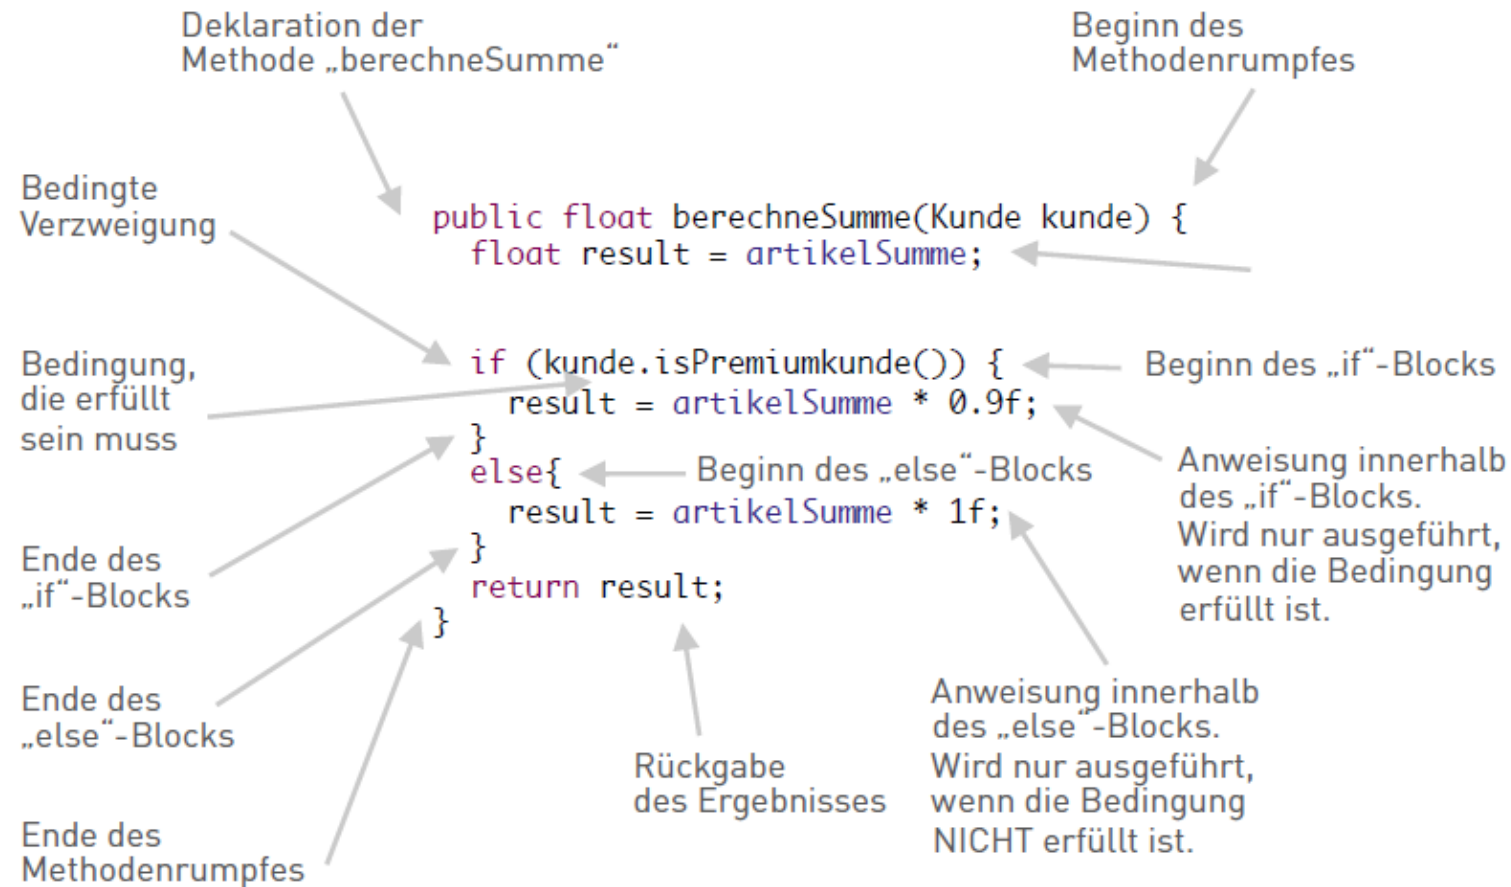 Deklaration der
Methode „berechneSumme“
Beginn des
Methodenrumpfes
Bedingte
Verzweigung
public float berechneSumme(Kunde kunde) {
float result = artikelSumme;
Bedingung,
die erfüllt
sein muss
if (kunde.isPremiumkunde()) {
Beginn des „if“-Blocks
result = artikelSumme * 0.9f;
}
else{
Beginn des „else“-Blocks
result = artikelSumme * 1f;
}
return result;
}
Anweisung innerhalb
des „if“-Blocks.
Wird nur ausgeführt,
wenn die Bedingung
erfüllt ist.
Ende des
„if“-Blocks
Ende des
„else“-Blocks
Rückgabe
des Ergebnisses
Anweisung innerhalb
des „else“-Blocks.
Wird nur ausgeführt,
wenn die Bedingung
NICHT erfüllt ist.
Ende des
Methodenrumpfes